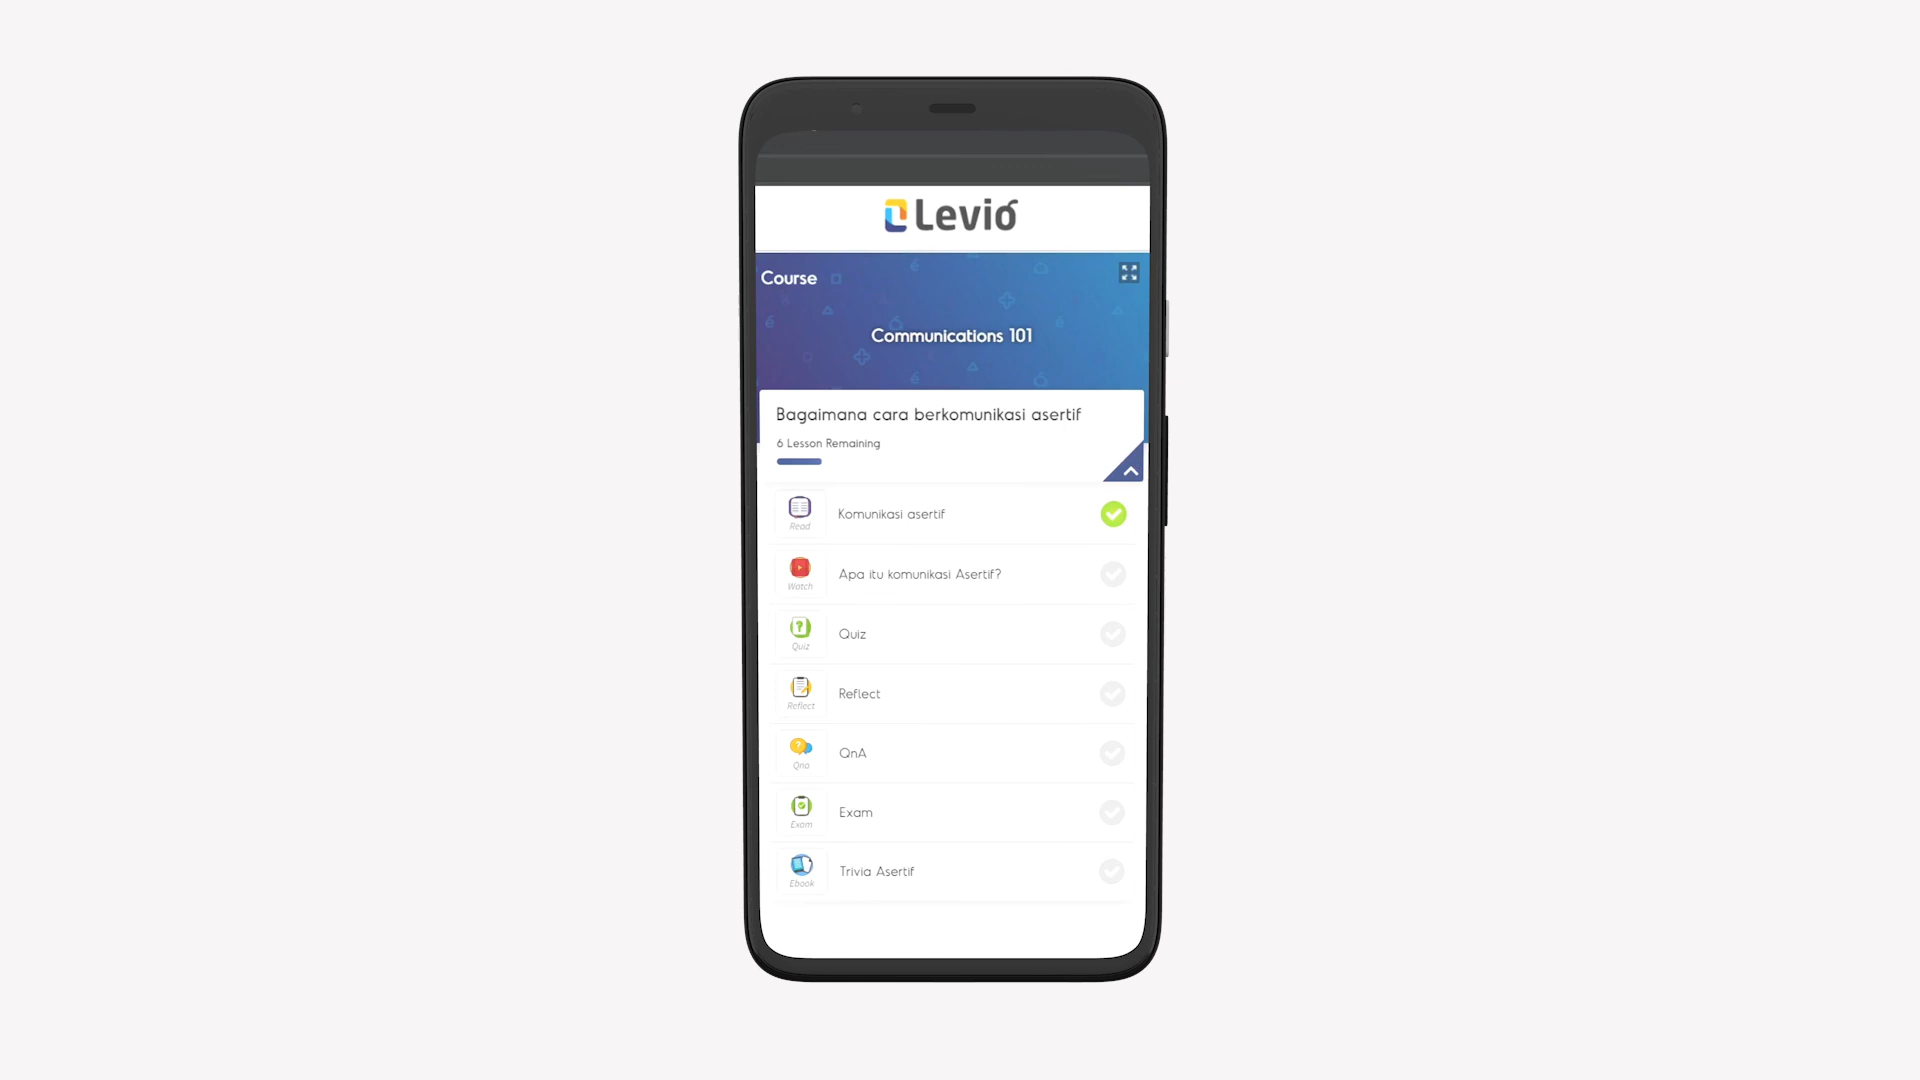 Levió
Course
Communications 101
Bagaimana cara berkomunikasi asertif
6 Lesson Remaining
Read
Komunikasi asertif
Watch
Apa itu komunikasi Asertif?
Quiz
Quiz
Reflect
Reflect
Qna
QnA
Exam
Exam
Ebook
Trivia Asertif